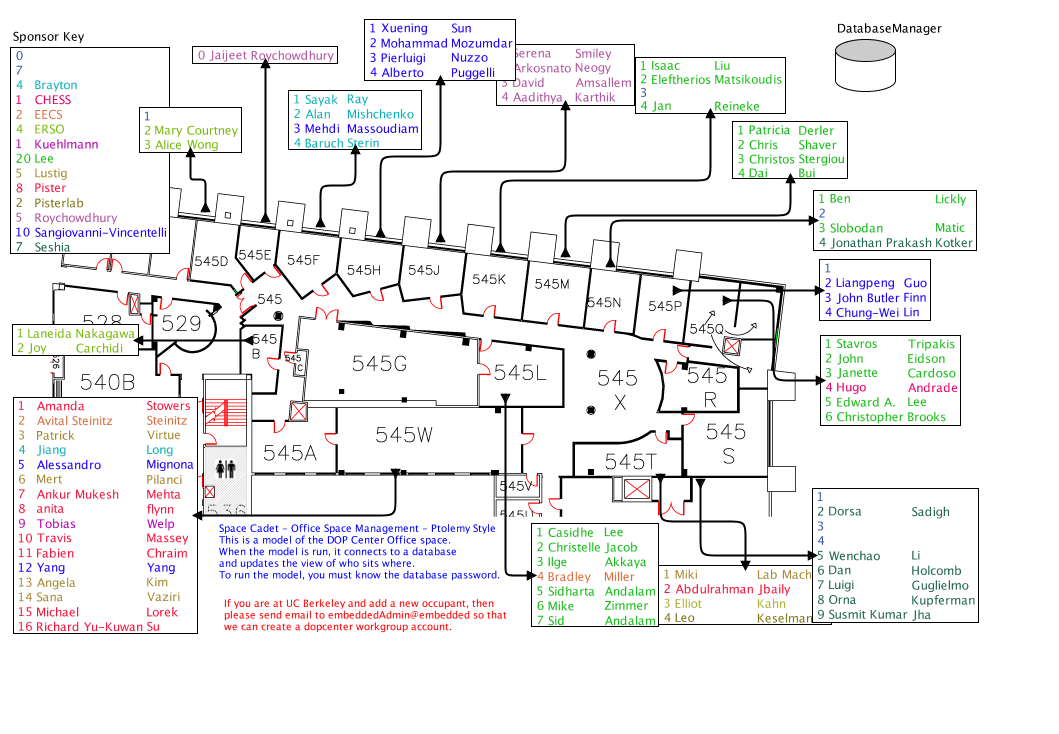 Sponsor Key
0
7
4 Brayton
1 CHESS
2 EECS
4 ERSO
1 Kuehlmann
20 Lee
5 Lustig
8 Pister
2 Pisterlab
5 Roychowdhury
10 Sangiovanni-Vincentelli
7 Seshia
1
2 Mary Courtney
3 Alice Wong
0 Jaijeet Roychowdhury
1 Sayak Ray
2 Alan Mishchenko
3 Mehdi Massoudiam
4 Baruch Sterin
1 Xuening Sun
2 Mohammad Mozumdar
3 Pierluigi Nuzzo
4 Alberto Puggelli
Serena Smiley
Arkosnato Neogy
3 David Amsallem
4 Aadithya Karthik
1 Isaac Liu
2 Eleftherios Matsikoudis
3
4 Jan Reineke
DatabaseManager
1 Patricia Derler
2 Chris Shaver
3 Christos Stergiou
4 Dai Bui
1 Ben Lickly
2
3 Slobodan Matic
4 Jonathan Prakash Kotker
1
2 Liangpeng Guo
3 John Butler Finn
4 Chung-Wei Lin
1 Stavros Tripakis
2 John Eidson
3 Janette Cardoso
4 Hugo Andrade
5 Edward A. Lee
6 Christopher Brooks
545D
545E
545F
545H
545J
545K
545M
545N
545P
545Q
528
529
545
545
B
545
C
545G
545L
545
X
545
R
545
S
540B
545A
545W
545T
545V
1 Laneida Nakagawa
2 Joy Carchidi
1 Amanda Stowers
2 Avital Steinitz Steinitz
3 Patrick Virtue
4 Jiang Long
5 Alessandro Mignona
6 Mert Pilanci
7 Ankur Mukesh Mehta
8 anita flynn
9 Tobias Welp
10 Travis Massey
11 Fabien Chraim
12 Yang Yang
13 Angela Kim
14 Sana Vaziri
15 Michael Lorek
16 Richard Yu-Kuwan Su
Space Cadet - Office Space Management - Ptolemy Style
This is a model of the DOP Center Office space.
When the model is run, it connects to a database
and updates the view of who sits where.
To run the model, you must know the database password.
If you are at UC Berkeley and add a new occupant, then
please send email to embeddedAdmin@embedded so that
we can create a dopcenter workgroup account.
1 Casidhe Lee
2 Christelle Jacob
3 Ilge Akkaya
4 Bradley Miller
5 Sidharta Andalam
6 Mike Zimmer
7 Sid Andalam
1 Miki Lab Mach
2 Abdulrahman Jbaily
3 Elliot Kahn
4 Leo Keselman
1
2 Dorsa Sadigh
3
4
5 Wenchao Li
6 Dan Holcomb
7 Luigi Guglielmo
8 Orna Kupferman
9 Susmit Kumar Jha